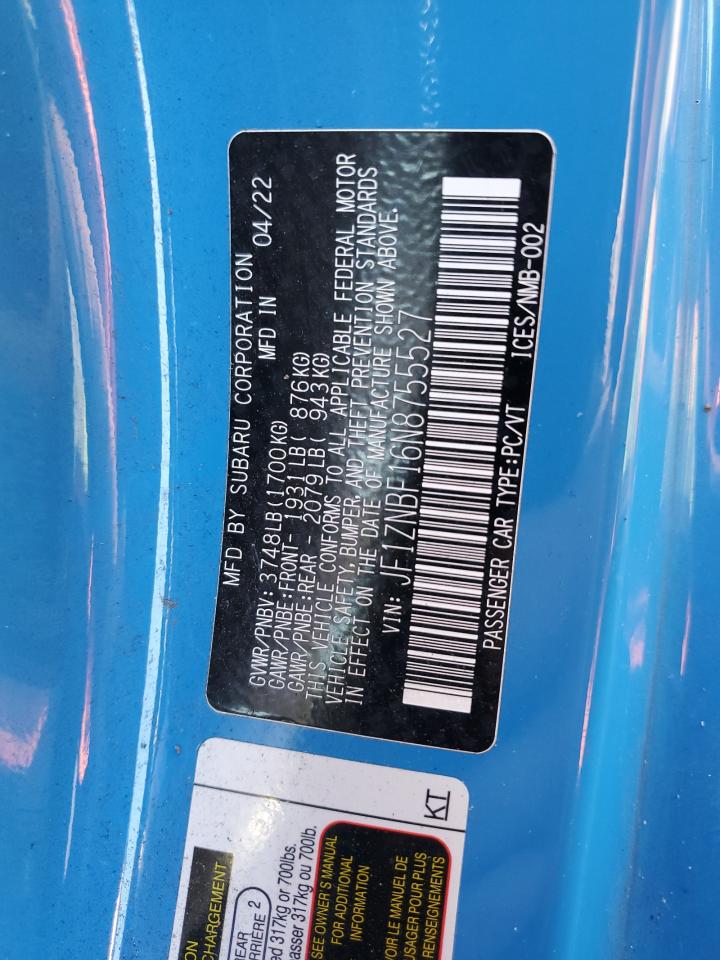 MFD BY SUBARU CORPORATION
MFD IN 04/22
GVWR/PNBV: 3748LB(1700KG)
GAWR/PNBE:FRONT- 1931LB( 876KG)
GAWR/PNBE:REAR - 2079LB( 943KG)
THIS VEHICLE CONFORMS TO ALL APPLICABLE FEDERAL MOTOR
VEHICLE SAFETY,BUMPER, AND THEFT PREVENTION STANDARDS
IN EFFECT ON THE DATE OF MANUFACTURE SHOWN ABOVE.
VIN: JF1ZNBF16N8755527
PASSENGER CAR TYPE:PC/VT ICES/NMB-002
KT
ON
CHARGEMENT
EAR
RRIÈRE 2
ed 317kg or 700lbs.
asser 317kg ou 700lb.
SEE OWNER'S MANUAL
FOR ADDITIONAL
INFORMATION
VOIR LE MANUEL DE
USAGER POUR PLUS
RENSEIGNEMENTS